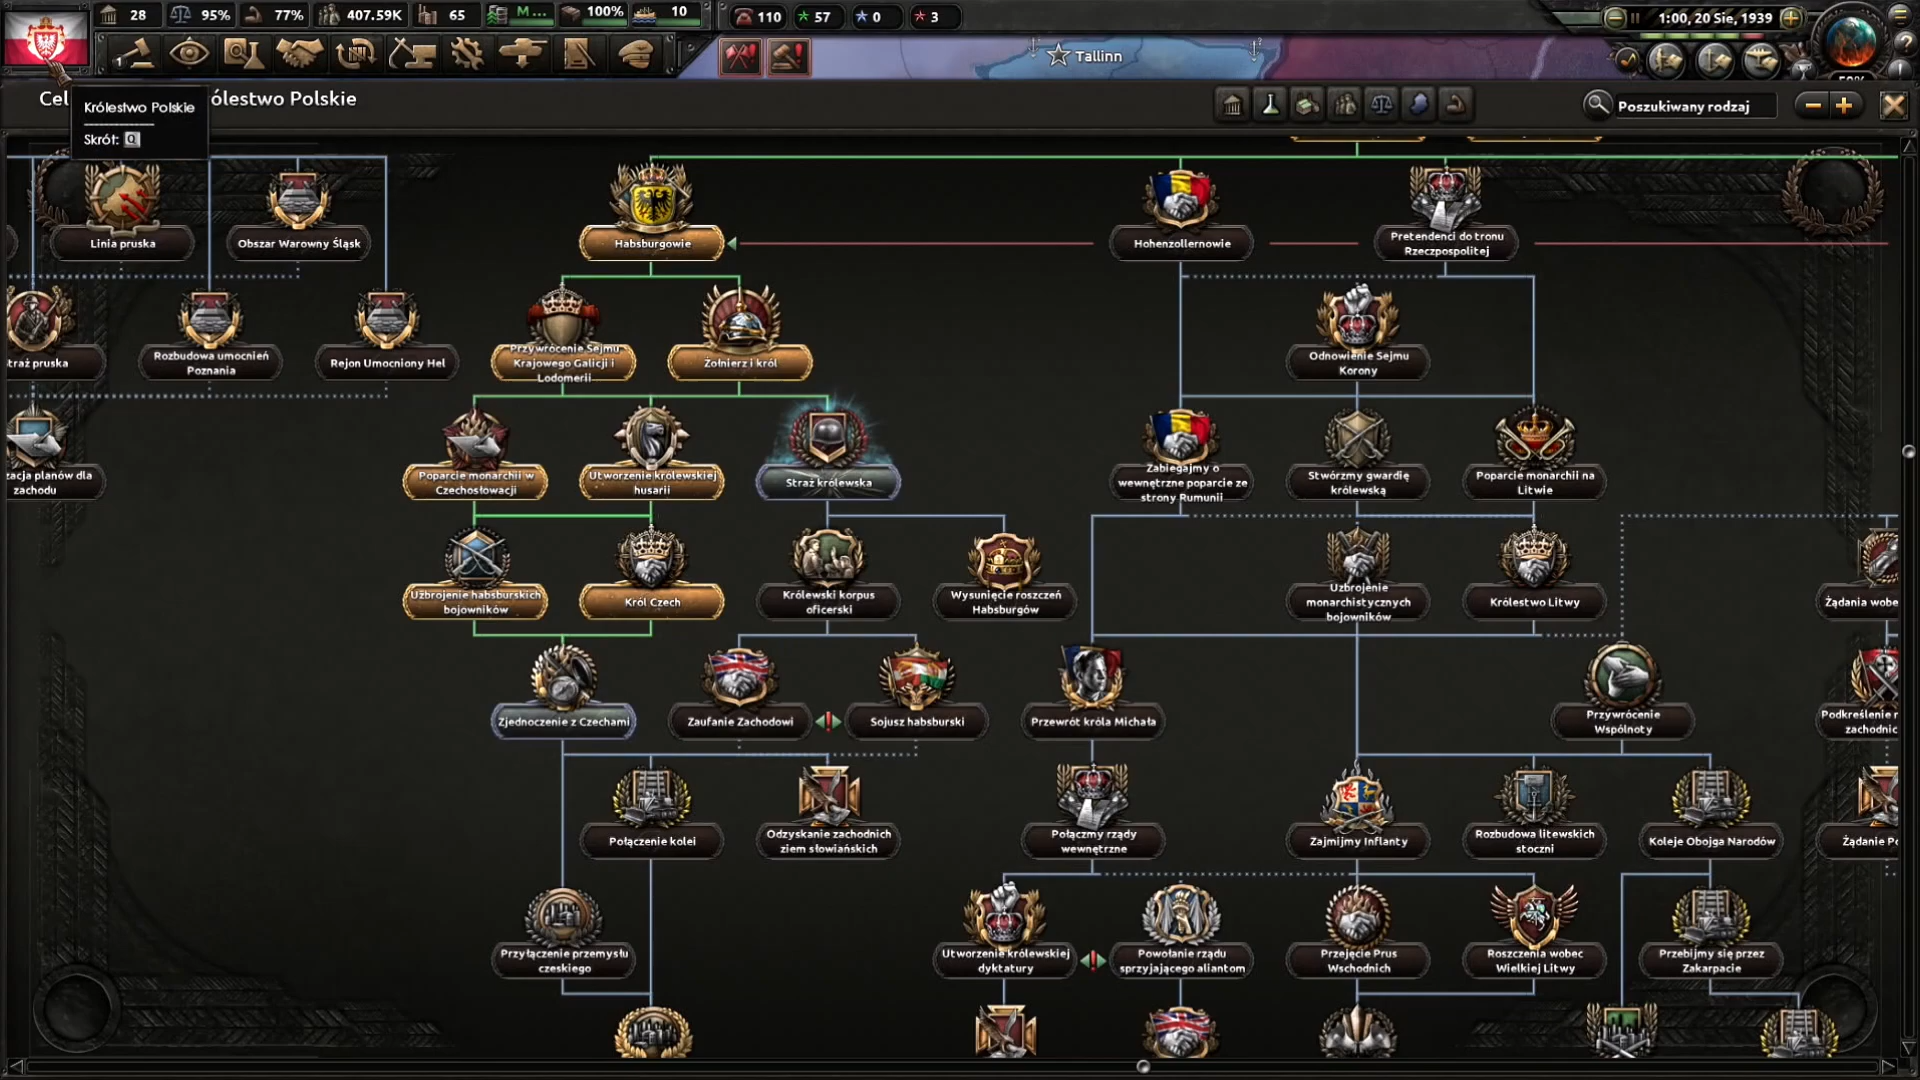 28
95%
77%
407.59K
65
M ...
100%
10
110
57
0
3
1:00, 20 Sie, 1939
1
Tallinn
Cel
ólestwo Polskie
Królestwo Polskie
Skrót: Q
Poszukiwany rodzaj
Linia pruska
Obszar Warowny Śląsk
Habsburgowie
Hohenzollernowie
Pretendenci do tronu
Rzeczpospolitej
traż pruska
Rozbudowa umocnień
Poznania
Rejon Umocniony Hel
Przywrócenie Sejmu
Krajowego Galicji i
Lodomerii
Żołnierz i król
Odnowienie Sejmu
Korony
zacja planów dla
zachodu
Poparcie monarchii w
Czechosłowacji
Utworzenie królewskiej
husarii
Straż królewska
Zabiegajmy o
wewnętrzne poparcie ze
strony Rumunii
Stwórzmy gwardię
królewską
Poparcie monarchii na
Litwie
Uzbrojenie habsburskich
bojowników
Król Czech
Królewski korpus
oficerski
Wysunięcie roszczeń
Habsburgów
Uzbrojenie
monarchistycznych
bojowników
Królestwo Litwy
Żądania wobe
Zjednoczenie z Czechami
Zaufanie Zachodowi
Sojusz habsburski
Przewrót króla Michała
Przywrócenie
Wspólnoty
Podkreślenie r
zachodnic
Połączenie kolei
Odzyskanie zachodnich
ziem słowiańskich
Połączmy rządy
wewnętrzne
Zajmijmy Inflanty
Rozbudowa litewskich
stoczni
Koleje Obojga Narodów
Żądanie Po
Przyłączenie przemysłu
czeskiego
Utworzenie królewskiej
dyktatury
Powołanie rządu
sprzyjającego aliantom
Przejęcie Prus
Wschodnich
Roszczenia wobec
Wielkiej Litwy
Przebijmy się przez
Zakarpacie